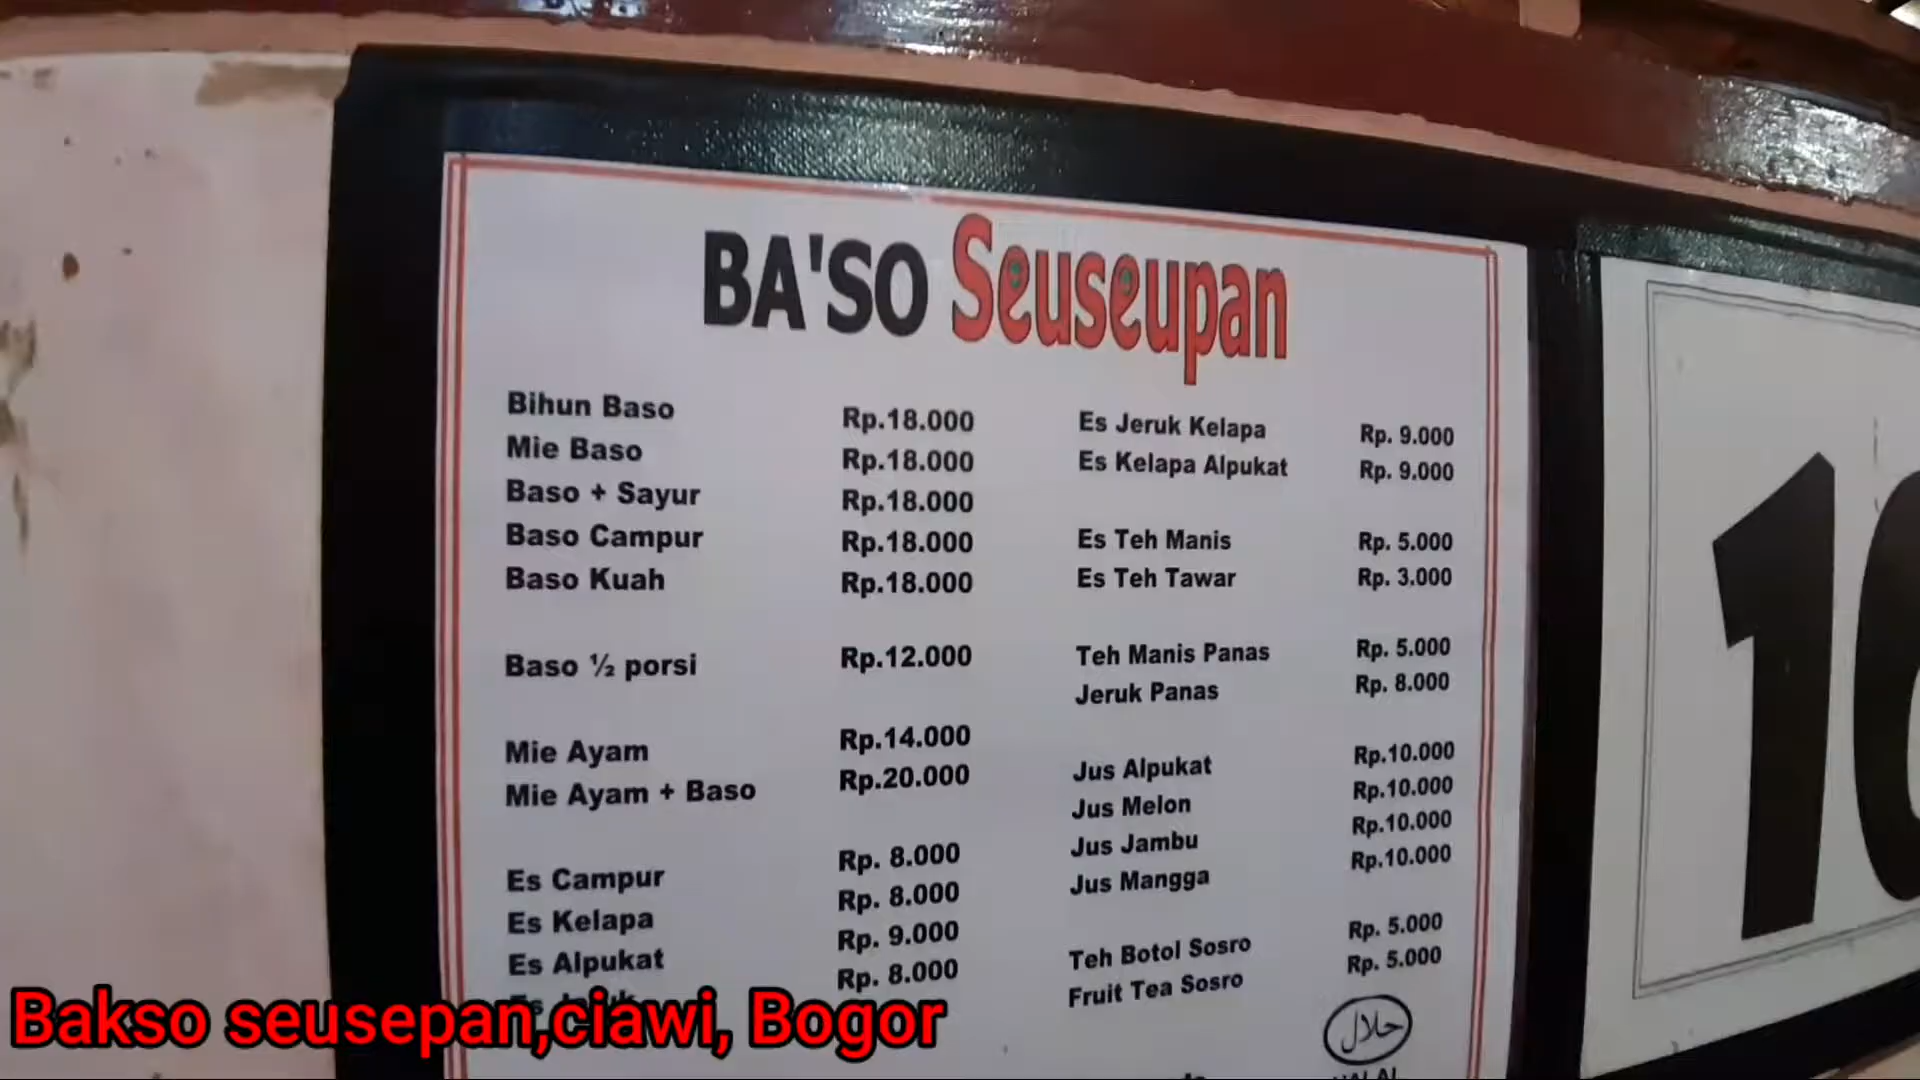 BA'SO Seuseupan
Bihun Baso Rp.18.000
Mie Baso Rp.18.000
Baso + Sayur Rp.18.000
Baso Campur Rp.18.000
Baso Kuah Rp.18.000
Baso ½ porsi Rp.12.000
Mie Ayam Rp.14.000
Mie Ayam + Baso Rp.20.000
Es Campur Rp. 8.000
Es Kelapa Rp. 8.000
Es Alpukat Rp. 9.000
Es Jeruk Rp. 8.000
Es Jeruk Kelapa Rp. 9.000
Es Kelapa Alpukat Rp. 9.000
Es Teh Manis Rp. 5.000
Es Teh Tawar Rp. 3.000
Teh Manis Panas Rp. 5.000
Jeruk Panas Rp. 8.000
Jus Alpukat Rp.10.000
Jus Melon Rp.10.000
Jus Jambu Rp.10.000
Jus Mangga Rp.10.000
Teh Botol Sosro Rp. 5.000
Fruit Tea Sosro Rp. 5.000
حلال
HALAL
Bakso seusepan,ciawi, Bogor